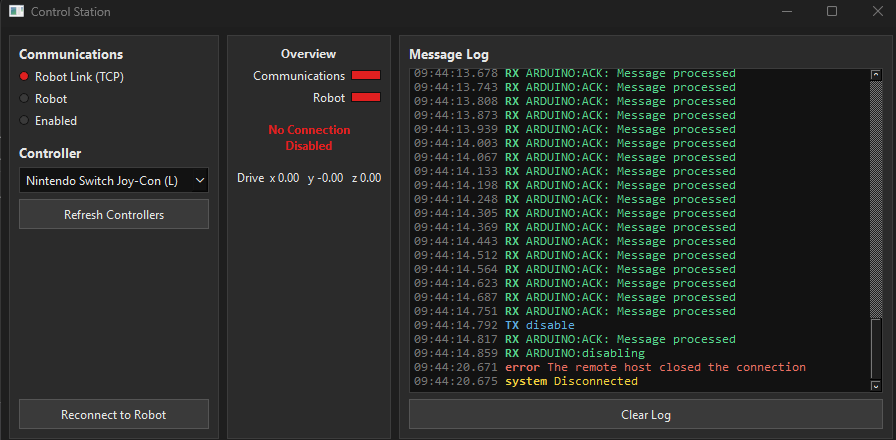 Control Station
Communications
Robot Link (TCP)
Robot
Enabled
Controller
Nintendo Switch Joy-Con (L)
Refresh Controllers
Reconnect to Robot
Overview
Communications
Robot
No Connection
Disabled
Drive x 0.00 y -0.00 z 0.00
Message Log
09:44:13.678 RX ARDUINO:ACK: Message processed
09:44:13.743 RX ARDUINO:ACK: Message processed
09:44:13.808 RX ARDUINO:ACK: Message processed
09:44:13.873 RX ARDUINO:ACK: Message processed
09:44:13.939 RX ARDUINO:ACK: Message processed
09:44:14.003 RX ARDUINO:ACK: Message processed
09:44:14.067 RX ARDUINO:ACK: Message processed
09:44:14.133 RX ARDUINO:ACK: Message processed
09:44:14.198 RX ARDUINO:ACK: Message processed
09:44:14.248 RX ARDUINO:ACK: Message processed
09:44:14.305 RX ARDUINO:ACK: Message processed
09:44:14.369 RX ARDUINO:ACK: Message processed
09:44:14.443 RX ARDUINO:ACK: Message processed
09:44:14.512 RX ARDUINO:ACK: Message processed
09:44:14.564 RX ARDUINO:ACK: Message processed
09:44:14.623 RX ARDUINO:ACK: Message processed
09:44:14.687 RX ARDUINO:ACK: Message processed
09:44:14.751 RX ARDUINO:ACK: Message processed
09:44:14.792 TX disable
09:44:14.817 RX ARDUINO:ACK: Message processed
09:44:14.859 RX ARDUINO:disabling
09:44:20.671 error The remote host closed the connection
09:44:20.675 system Disconnected
Clear Log